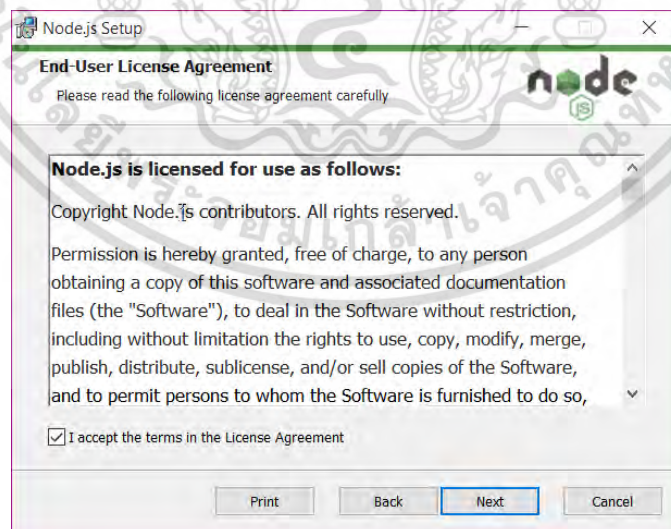 Node.js Setup
End-User License Agreement
Please read the following license agreement carefully
node
JS
Node.js is licensed for use as follows:
Copyright Node.js contributors. All rights reserved.
Permission is hereby granted, free of charge, to any person
obtaining a copy of this software and associated documentation
files (the "Software"), to deal in the Software without restriction,
including without limitation the rights to use, copy, modify, merge,
publish, distribute, sublicense, and/or sell copies of the Software,
and to permit persons to whom the Software is furnished to do so,
I accept the terms in the License Agreement
Print Back Next Cancel